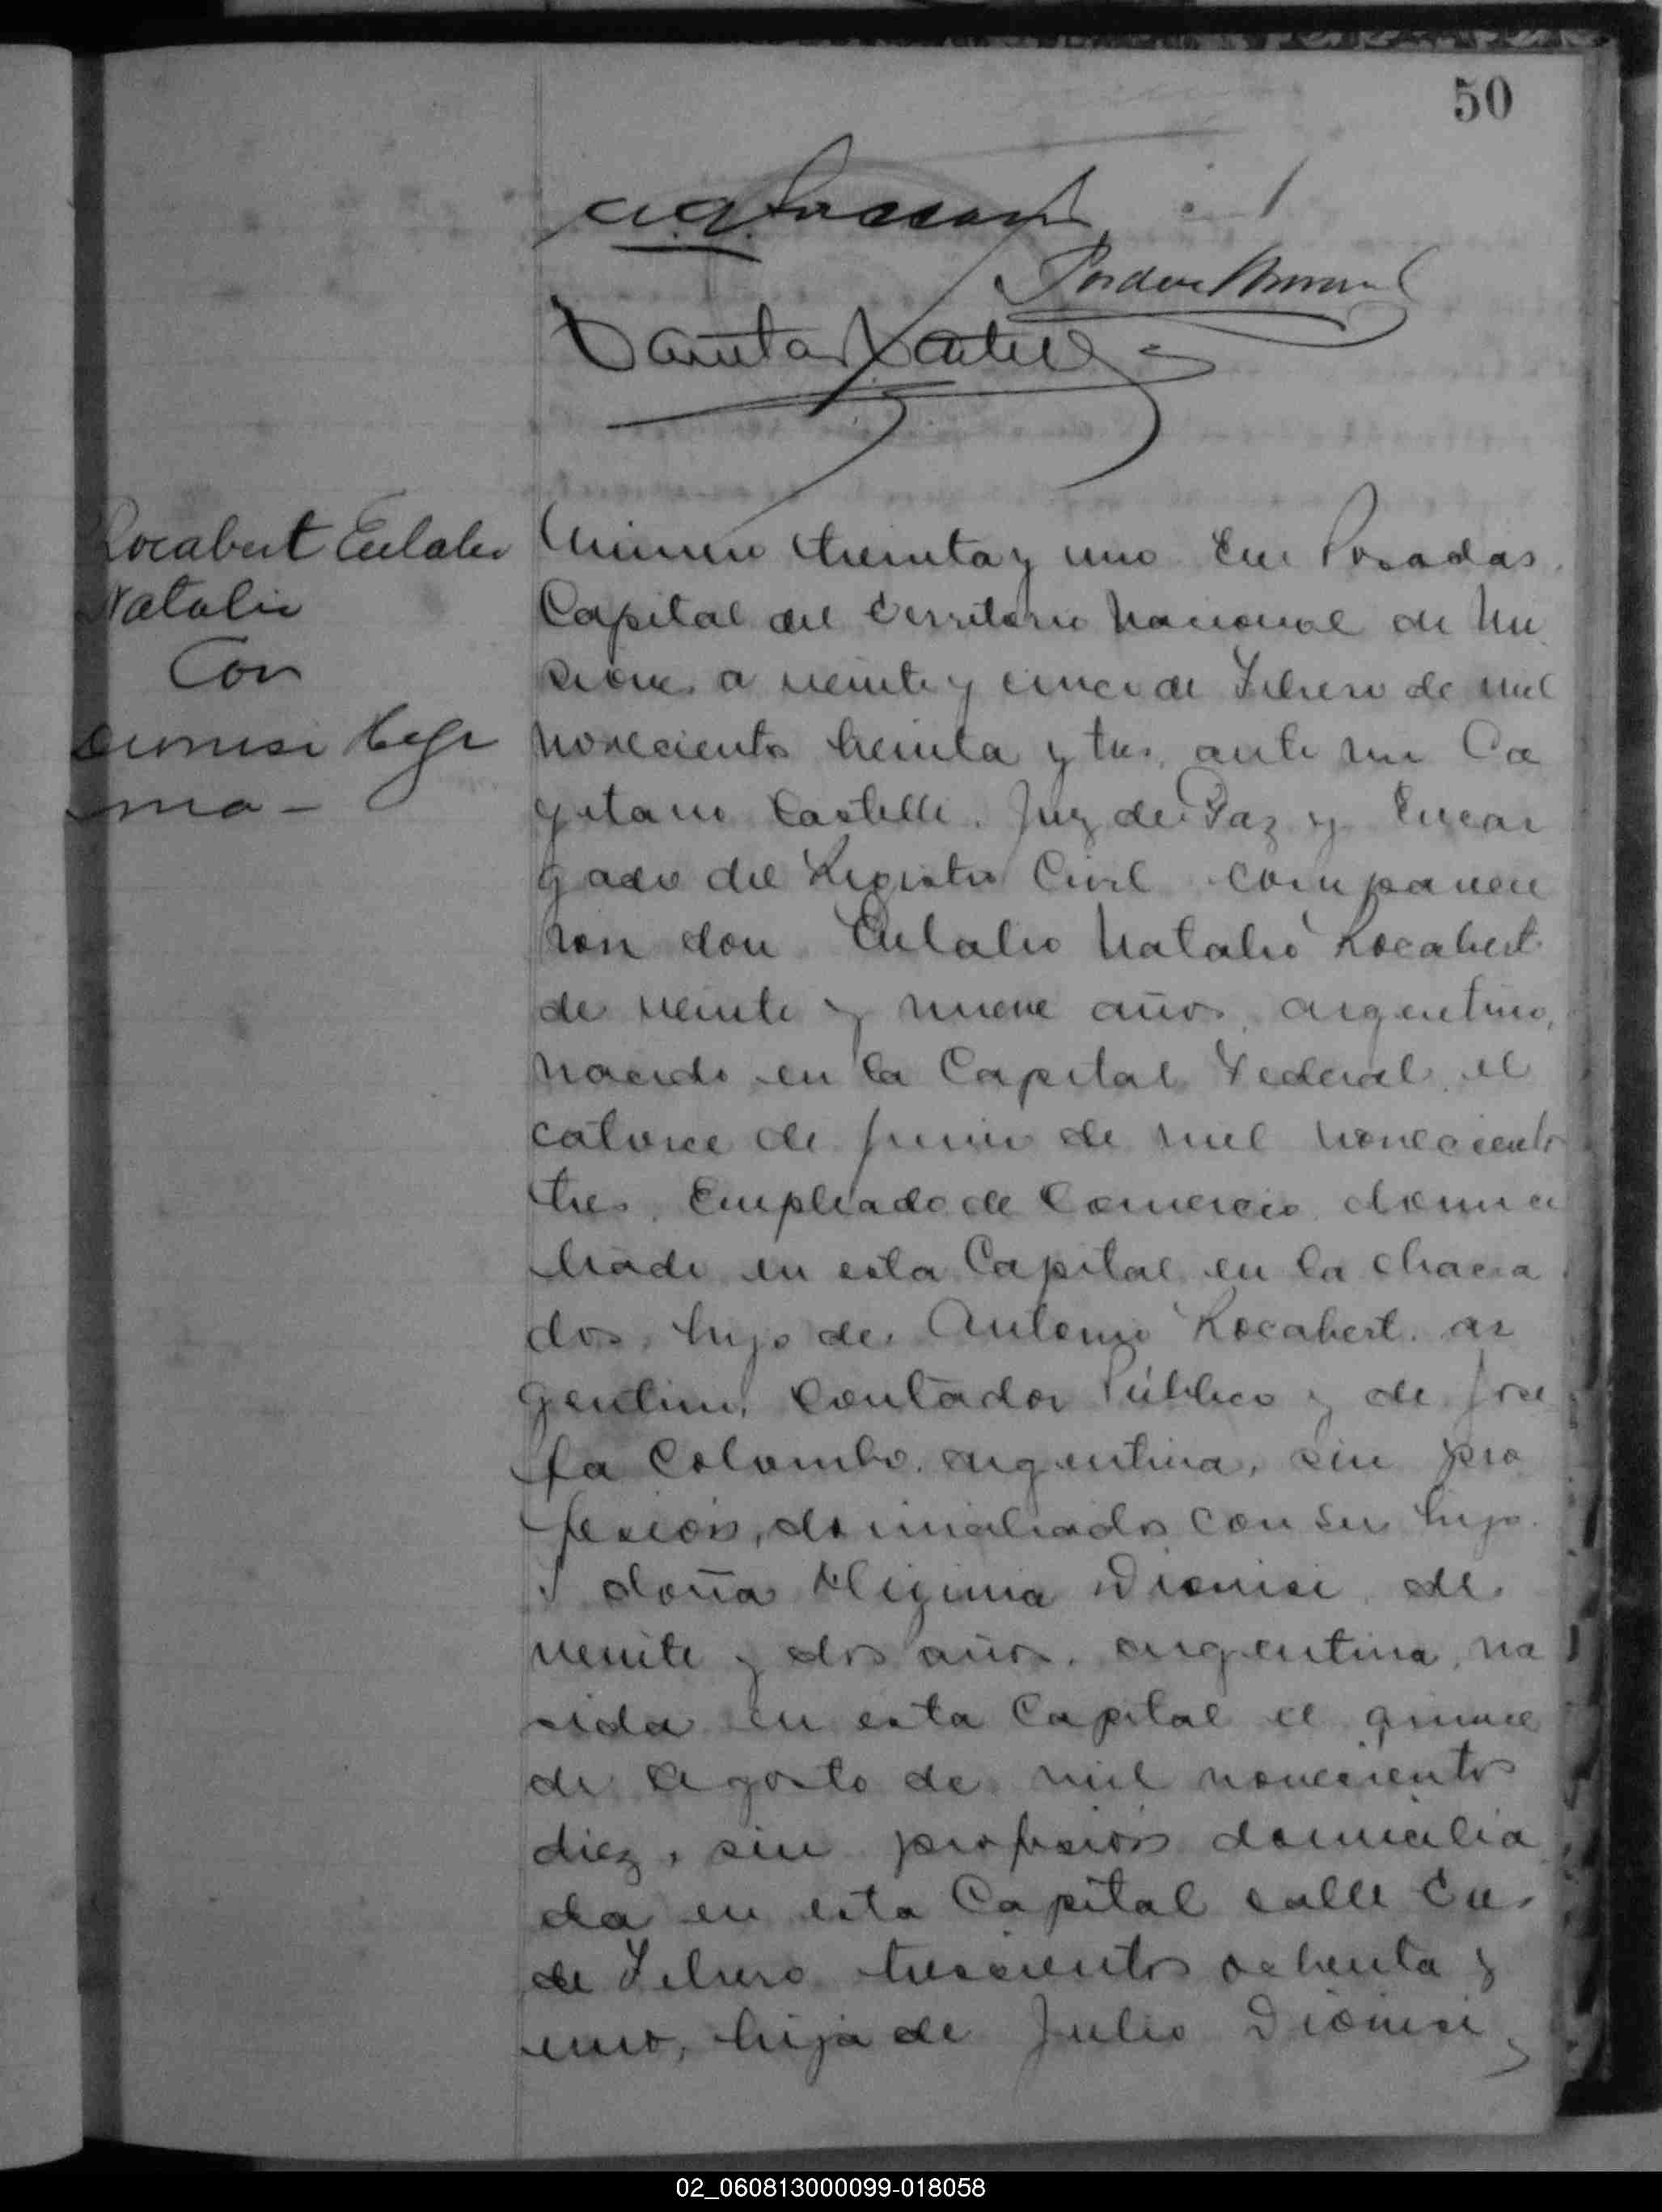 50
Rocabert Eulalio
Natalio
Con
Dionisi Higi
nia -
Número treinta y uno En Posadas
Capital del Territorio Nacional de Mi
siones a veinte y cinco de Febrero de mil
novecientos treinta y tres, ante mi Ca
yetano Castelli. Juez de Paz y Encar
gado del Registro Civil comparecie
ron don Eulalio Natalio Rocabert
de veinte y nueve años, argentino,
nacido en la Capital Federal, el
catorce de Junio de mil novecientos
tres. Empleado de Comercio, domici
liado en esta Capital en la chacra
dos, hijo de Antonio Rocabert. ar
gentino, Contador Público y de Jose
fa Colombo. argentina, sin pro
fesión, domiciliados con su hijo.
Y doña Higinia Dionisi de
veinte y dos años. argentina, na
cida en esta Capital el quince
de Agosto de mil novecientos
diez, sin profesión domicilia
da en esta Capital calle
de Febrero trescientos ochenta y
uno, hija de Julio Dionisi,
02_060813000099-018058